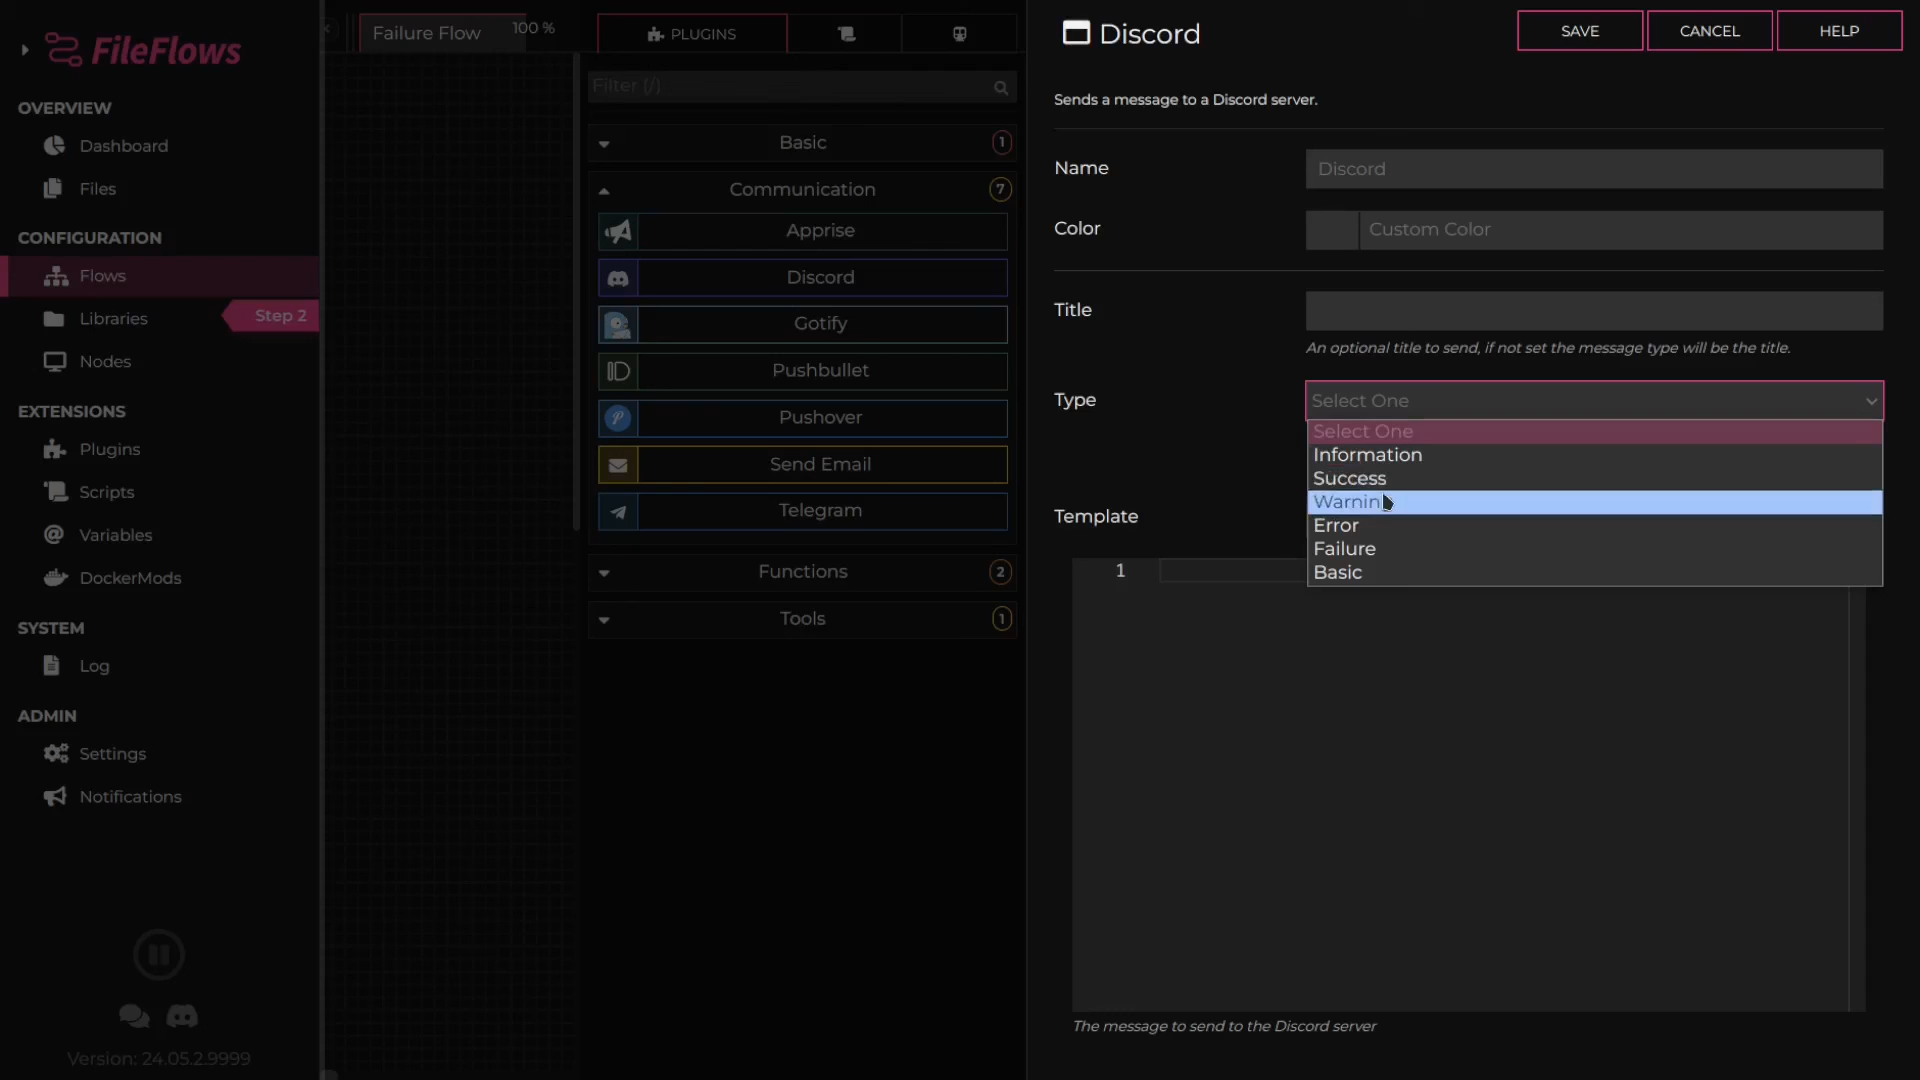 FileFlows
OVERVIEW
Dashboard
Files
CONFIGURATION
Flows
Libraries
Step 2
Nodes
EXTENSIONS
Plugins
Scripts
Variables
DockerMods
SYSTEM
Log
ADMIN
Settings
Notifications
Version: 24.05.2.9999
Failure Flow
100 %
PLUGINS
Filter (/)
Basic 1
Communication 7
Apprise
Discord
Gotify
Pushbullet
Pushover
Send Email
Telegram
Functions 2
Tools 1
Discord
SAVE
CANCEL
HELP
Sends a message to a Discord server.
Name
Discord
Color
Custom Color
Title
An optional title to send, if not set the message type will be the title.
Type
Select One
Select One
Information
Success
Warnin
Error
Failure
Basic
Template
1
The message to send to the Discord server